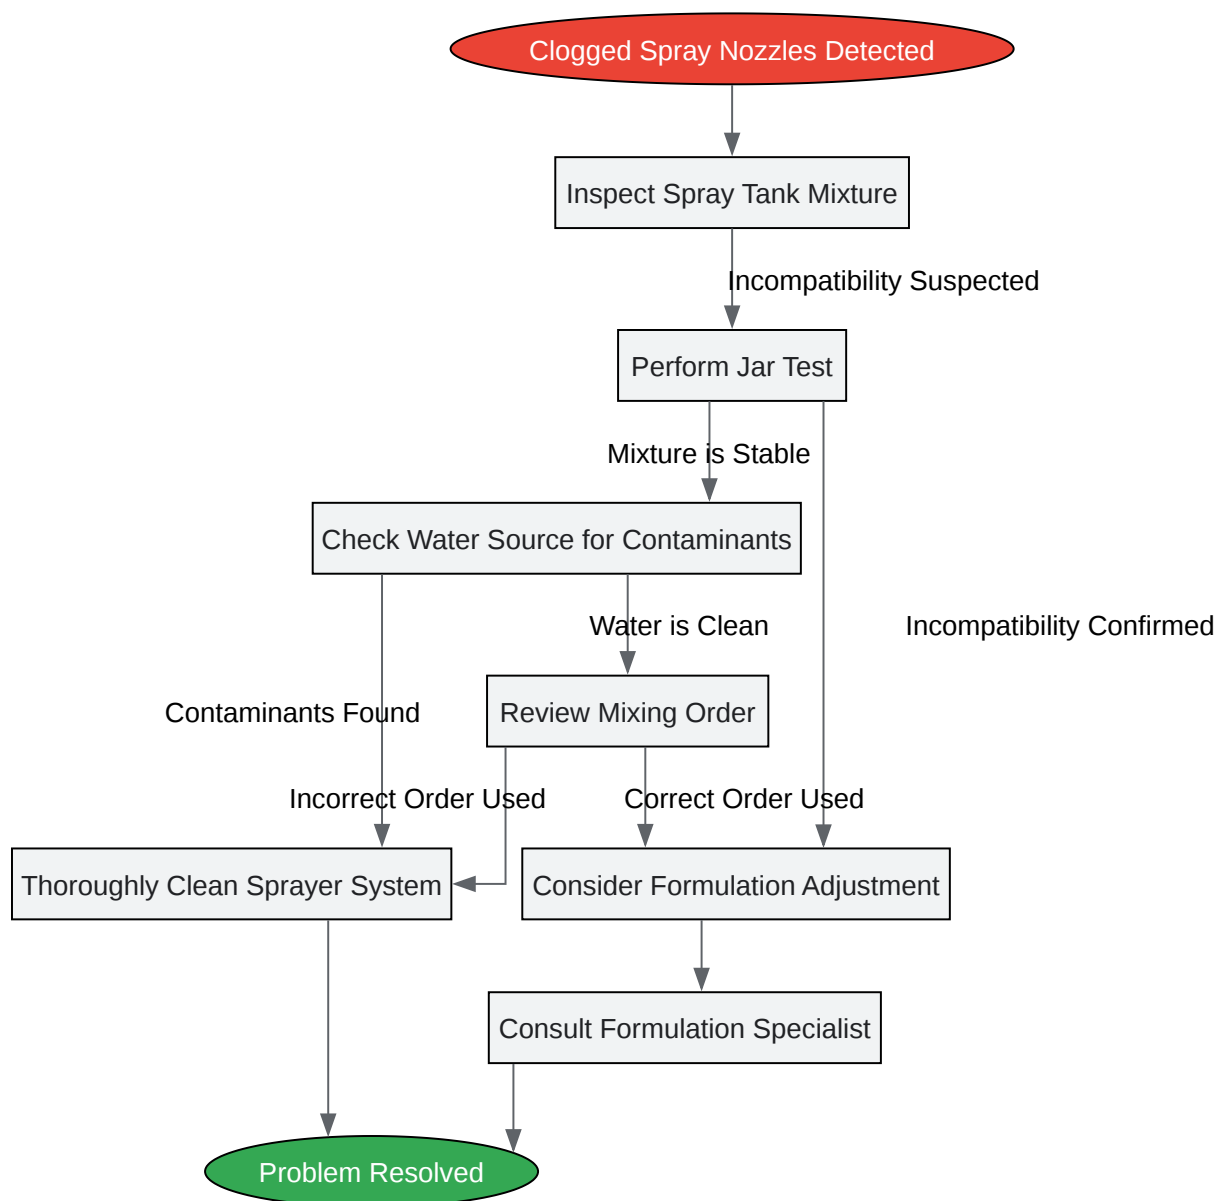 Clogged Spray Nozzles Detected
Inspect Spray Tank Mixture
Incompatibility Suspected
Perform Jar Test
Mixture is Stable
Check Water Source for Contaminants
Water is Clean
Incompatibility Confirmed
Contaminants Found
Review Mixing Order
Incorrect Order Used
Correct Order Used
Thoroughly Clean Sprayer System
Consider Formulation Adjustment
Consult Formulation Specialist
Problem Resolved